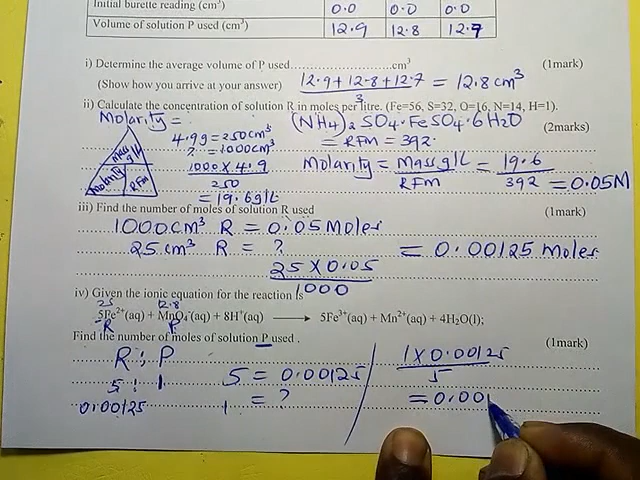 Initial burette reading (cm³) 0.0 0.0 0.0
Volume of solution P used (cm³) 12.9 12.8 12.7
i) Determine the average volume of P used..............................cm³ (1mark)
(Show how you arrive at your answer) 12.9 + 12.8 + 12.7 / 3 = 12.8 cm³
ii) Calculate the concentration of solution R in moles per litre. (Fe=56, S=32, O=16, N=14, H=1).
Molarity = (NH4)2SO4.FeSO4.6H2O (2marks)
4.9g = 250cm³ = RFM = 392.
? = 1000cm³
1000 x 4.9 / 250
= 19.6g/L
mass g/L
Molarity RFM
Molarity = Mass g/L / RFM = 19.6 / 392 = 0.05M
iii) Find the number of moles of solution R used (1mark)
1000cm³ R = 0.05 Moles
25 cm³ R = ? = 0.00125 moles
25 x 0.05 / 1000
iv) Given the ionic equation for the reaction is
25 12.8
5Fe²⁺(aq) + MnO₄⁻(aq) + 8H⁺(aq) ⟶ 5Fe³⁺(aq) + Mn²⁺(aq) + 4H₂O(l);
R P
Find the number of moles of solution P used . (1mark)
R : P
5 : 1
0.00125
5 = 0.00125
1 = ?
1 x 0.00125 / 5
= 0.001